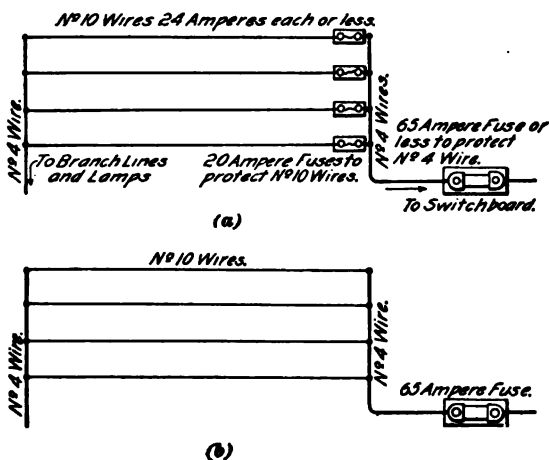 Nº 10 Wires 24 Amperes each or less.
Nº 4 Wire.
Nº 4 Wires.
65 Ampere Fuse or
less to protect
Nº 4 Wire.
To Branch Lines
and Lamps
20 Ampere Fuses to
protect Nº 10 Wires.
To Switchboard.
(a)
Nº 10 Wires.
Nº 4 Wire.
Nº 4 Wire.
65 Ampere Fuse.
(b)